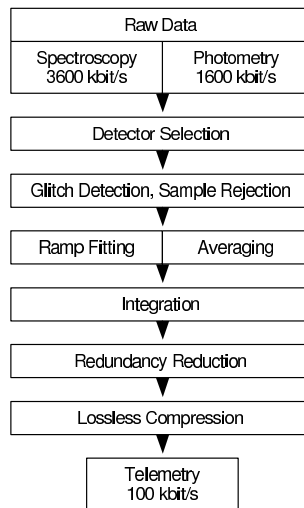 Raw Data
Spectroscopy
3600 kbit/s
Photometry
1600 kbit/s
Detector Selection
Glitch Detection, Sample Rejection
Ramp Fitting
Averaging
Integration
Redundancy Reduction
Lossless Compression
Telemetry
100 kbit/s